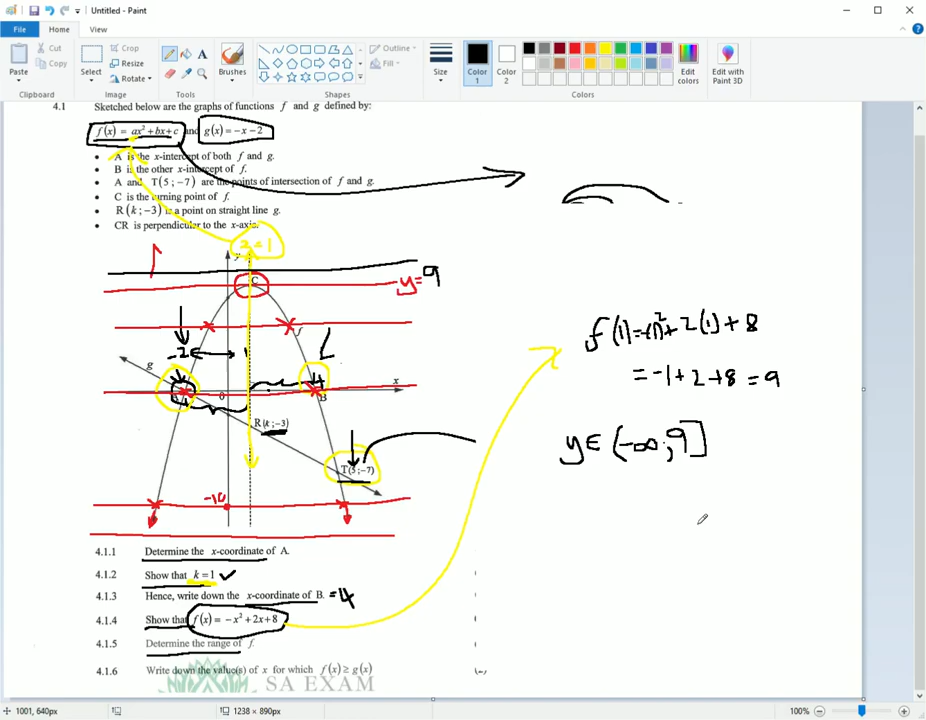 Untitled - Paint
File Home View
Paste
Cut
Copy
Clipboard
Select
Crop
Resize
Rotate
Image
Tools
Brushes
Shapes
Outline
Fill
Size
Color 1
Color 2
Colors
Edit colors
Edit with Paint 3D
4.1 Sketched below are the graphs of functions f and g defined by:
f(x) = ax²+bx+c and g(x) = -x-2
• A is the x-intercept of both f and g.
• B is the other x-intercept of f.
• A and T(5;-7) are the points of intersection of f and g.
• C is the turning point of f.
• R(k;-3) is a point on straight line g.
• CR is perpendicular to the x-axis.
x=1
y
C
y=9
f
-2
1
4
g
x
0
B
R(k;-3)
T(5;-7)
-10
f(1)=-(1)²+2(1)+8
=-1+2+8=9
y∈(-∞;9]
4.1.1 Determine the x-coordinate of A.
4.1.2 Show that k=1
4.1.3 Hence, write down the x-coordinate of B. =4
4.1.4 Show that f(x) = -x²+2x+8
4.1.5 Determine the range of f.
4.1.6 Write down the value(s) of x for which f(x) ≥ g(x)
SA EXAM
1001, 640px
1238 × 890px
100%